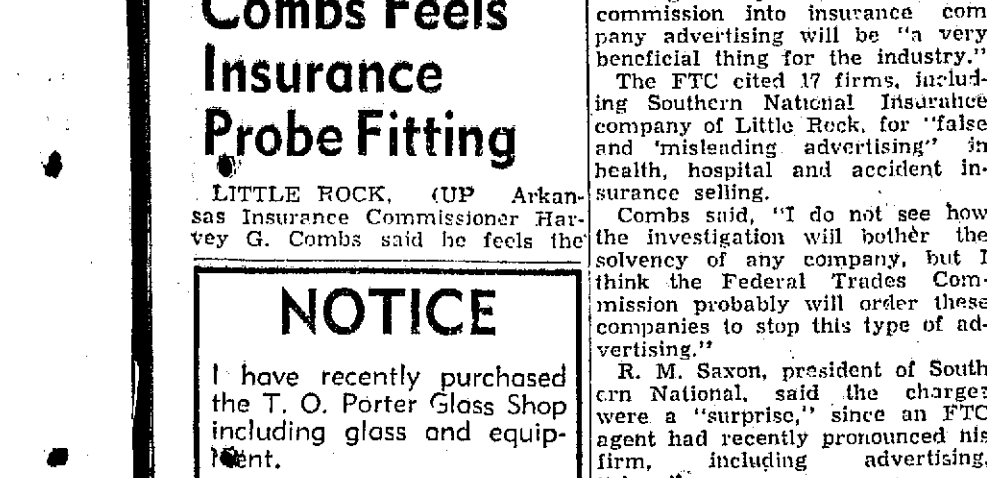 Combs Feels
Insurance
Probe Fitting
LITTLE ROCK, (UP Arkan-
sas Insurance Commissioner Har-
vey G. Combs said he feels the
NOTICE
I have recently purchased
the T. O. Porter Glass Shop
including glass and equip-
ment.
commission into insurance com
pany advertising will be "a very
beneficial thing for the industry."
The FTC cited 17 firms, includ-
ing Southern National Insurance
company of Little Rock, for "false
and 'misleading advertising" in
health, hospital and accident in-
surance selling.
Combs said, "I do not see how
the investigation will bother the
solvency of any company, but I
think the Federal Trades Com-
mission probably will order these
companies to stop this type of ad-
vertising."
R. M. Saxon, president of South
ern National, said the charges
were a "surprise," since an FTC
agent had recently pronounced his
firm, including advertising,